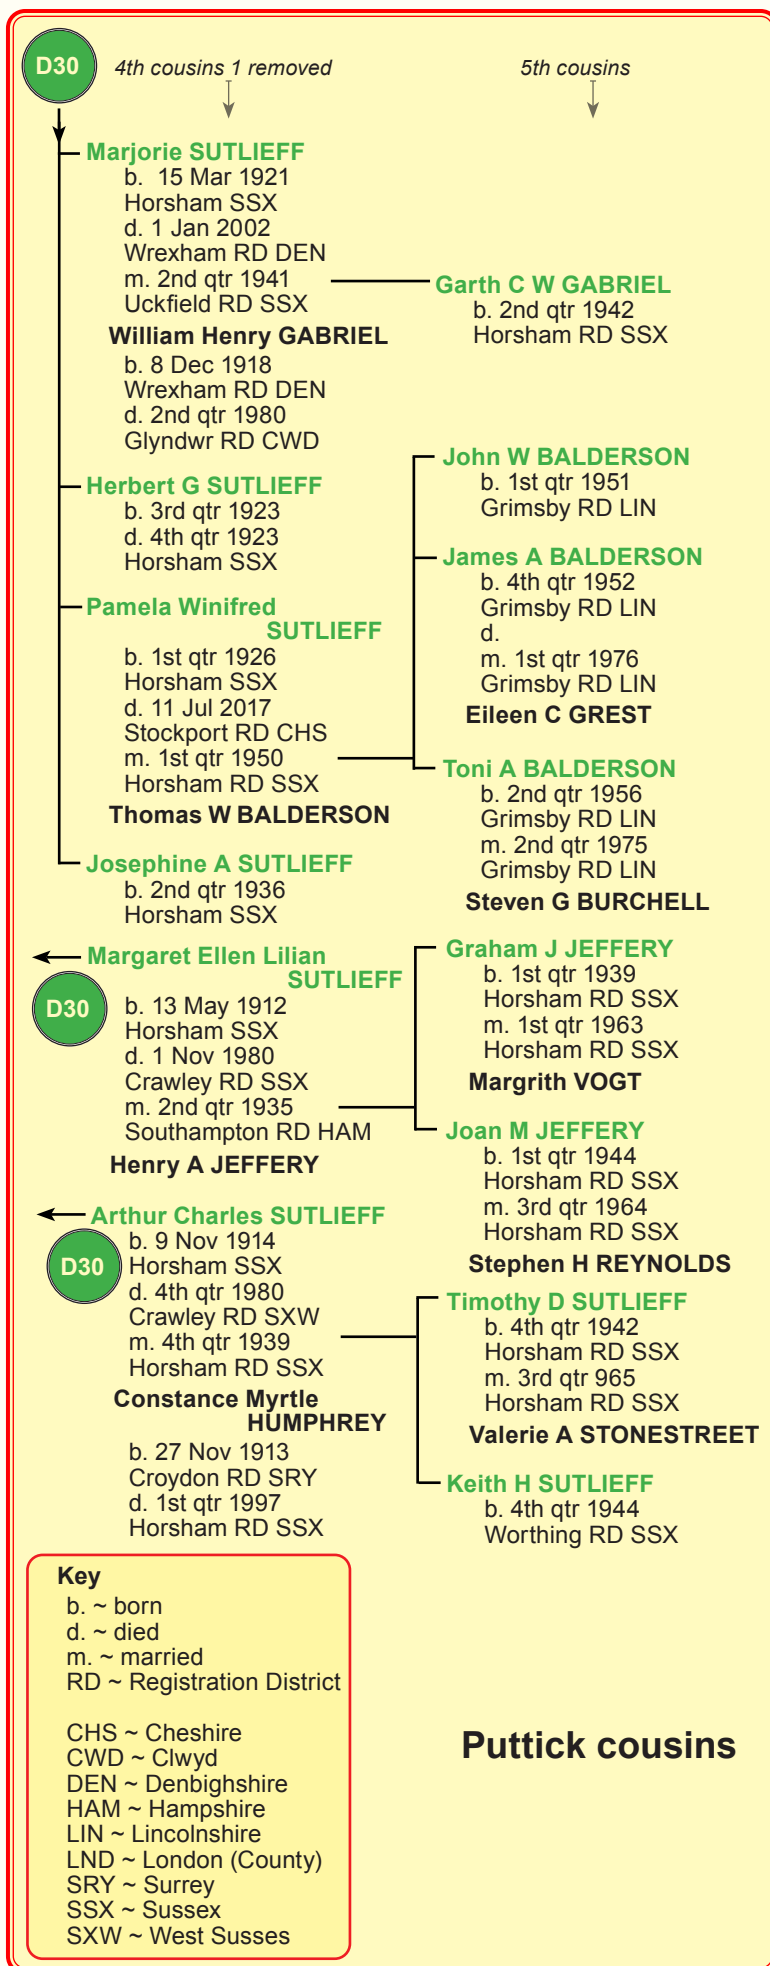 D30
4th cousins 1 removed
5th cousins
Marjorie SUTLIEFF
b. 15 Mar 1921
Horsham SSX
d. 1 Jan 2002
Wrexham RD DEN
m. 2nd qtr 1941
Uckfield RD SSX
William Henry GABRIEL
b. 8 Dec 1918
Wrexham RD DEN
d. 2nd qtr 1980
Glyndwr RD CWD
Garth C W GABRIEL
b. 2nd qtr 1942
Horsham RD SSX
Herbert G SUTLIEFF
b. 3rd qtr 1923
d. 4th qtr 1923
Horsham SSX
Pamela Winifred
SUTLIEFF
b. 1st qtr 1926
Horsham SSX
d. 11 Jul 2017
Stockport RD CHS
m. 1st qtr 1950
Horsham RD SSX
Thomas W BALDERSON
John W BALDERSON
b. 1st qtr 1951
Grimsby RD LIN
James A BALDERSON
b. 4th qtr 1952
Grimsby RD LIN
d.
m. 1st qtr 1976
Grimsby RD LIN
Eileen C GREST
Toni A BALDERSON
b. 2nd qtr 1956
Grimsby RD LIN
m. 2nd qtr 1975
Grimsby RD LIN
Steven G BURCHELL
Josephine A SUTLIEFF
b. 2nd qtr 1936
Horsham SSX
Margaret Ellen Lilian
SUTLIEFF
D30
b. 13 May 1912
Horsham SSX
d. 1 Nov 1980
Crawley RD SSX
m. 2nd qtr 1935
Southampton RD HAM
Henry A JEFFERY
Graham J JEFFERY
b. 1st qtr 1939
Horsham RD SSX
m. 1st qtr 1963
Horsham RD SSX
Margrith VOGT
Joan M JEFFERY
b. 1st qtr 1944
Horsham RD SSX
m. 3rd qtr 1964
Horsham RD SSX
Stephen H REYNOLDS
Arthur Charles SUTLIEFF
D30
b. 9 Nov 1914
Horsham SSX
d. 4th qtr 1980
Crawley RD SXW
m. 4th qtr 1939
Horsham RD SSX
Constance Myrtle
HUMPHREY
b. 27 Nov 1913
Croydon RD SRY
d. 1st qtr 1997
Horsham RD SSX
Timothy D SUTLIEFF
b. 4th qtr 1942
Horsham RD SSX
m. 3rd qtr 965
Horsham RD SSX
Valerie A STONESTREET
Keith H SUTLIEFF
b. 4th qtr 1944
Worthing RD SSX
Key
b. ~ born
d. ~ died
m. ~ married
RD ~ Registration District
CHS ~ Cheshire
CWD ~ Clwyd
DEN ~ Denbighshire
HAM ~ Hampshire
LIN ~ Lincolnshire
LND ~ London (County)
SRY ~ Surrey
SSX ~ Sussex
SXW ~ West Susses
Puttick cousins